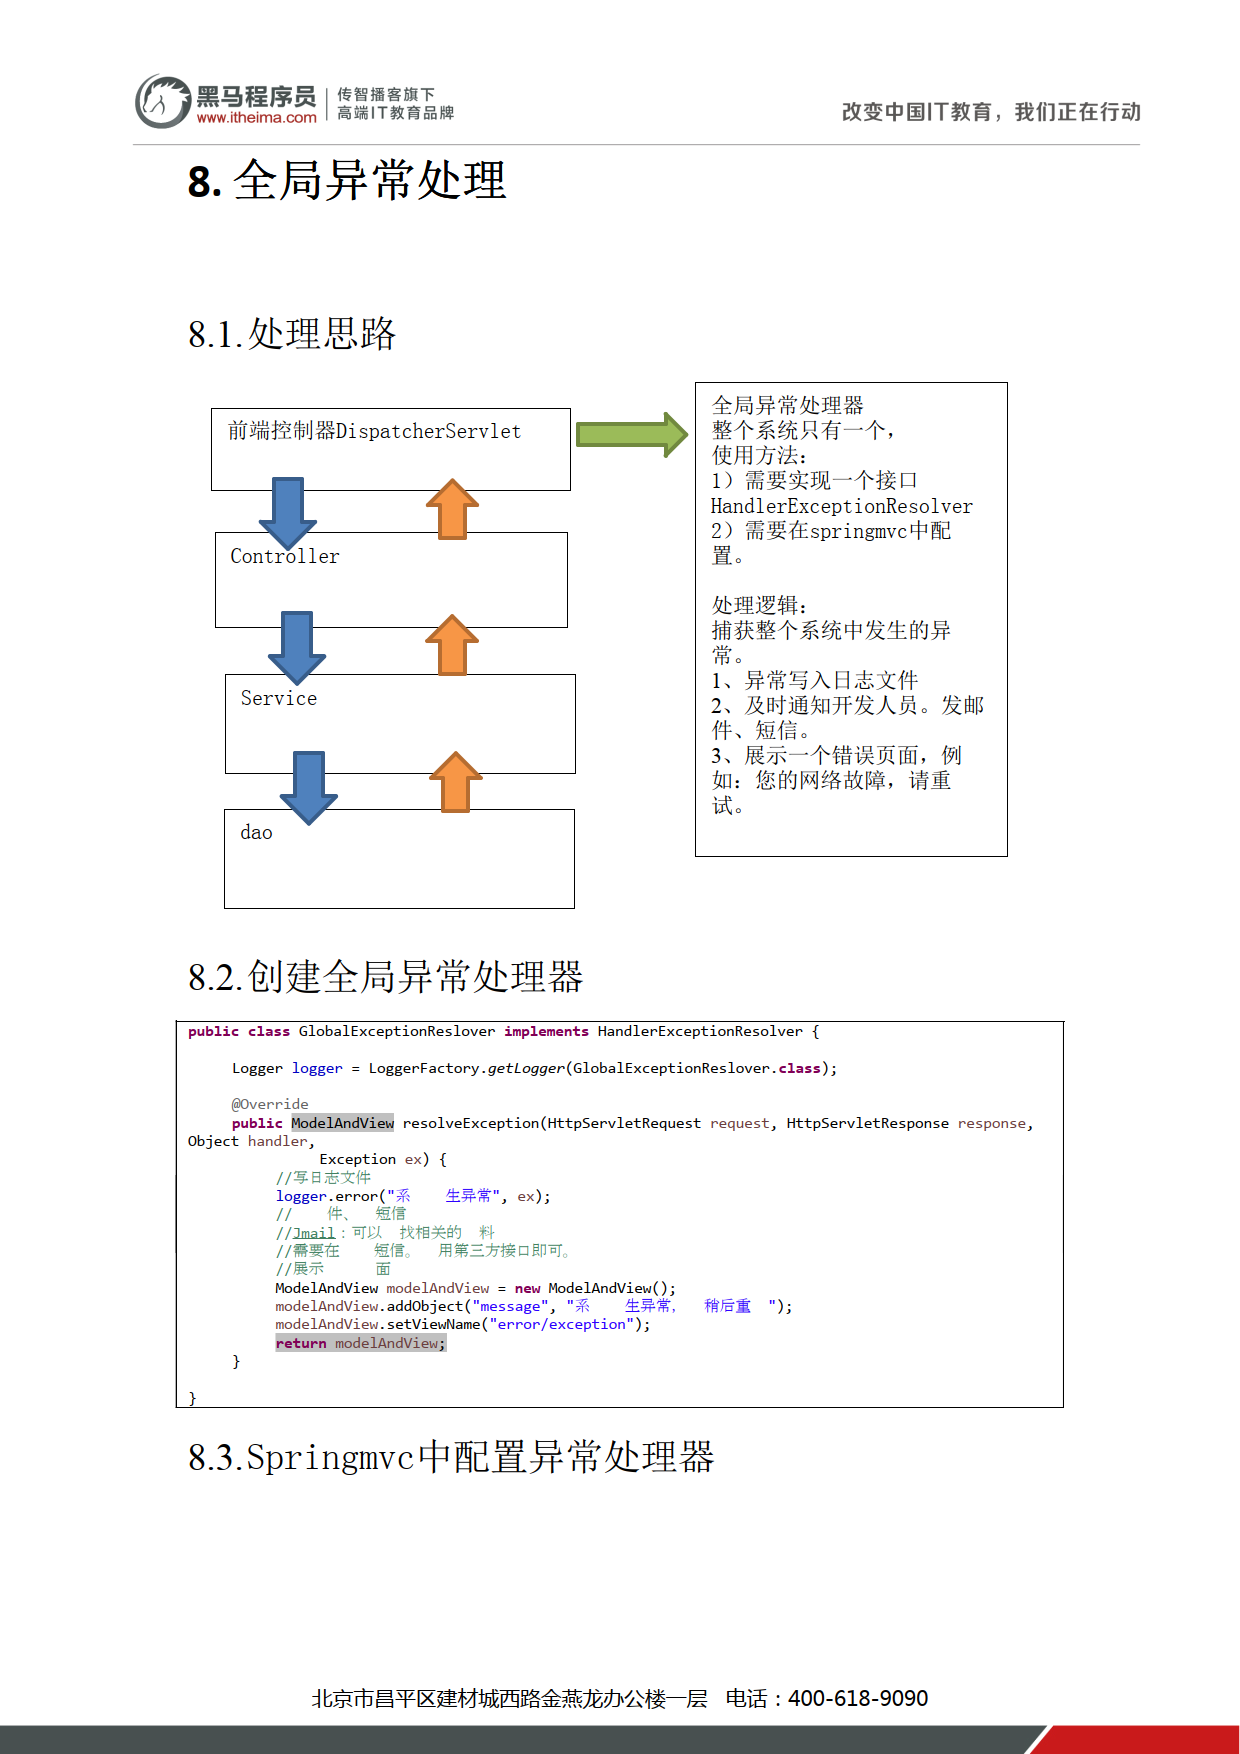 黑马程序员
www.itheima.com
传智播客旗下
高端IT教育品牌
改变中国IT教育，我们正在行动
8. 全局异常处理
8.1.处理思路
前端控制器DispatcherServlet
Controller
Service
dao
全局异常处理器
整个系统只有一个，
使用方法：
1）需要实现一个接口
HandlerExceptionResolver
2）需要在springmvc中配
置。
处理逻辑：
捕获整个系统中发生的异
常。
1、异常写入日志文件
2、及时通知开发人员。发邮
件、短信。
3、展示一个错误页面，例
如：您的网络故障，请重
试。
8.2.创建全局异常处理器
public class GlobalExceptionReslover implements HandlerExceptionResolver {
Logger logger = LoggerFactory.getLogger(GlobalExceptionReslover.class);
@Override
public ModelAndView resolveException(HttpServletRequest request, HttpServletResponse response,
Object handler,
Exception ex) {
//写日志文件
logger.error("系 生异常", ex);
// 件、 短信
//Jmail：可以 找相关的 料
//需要在 短信。 用第三方接口即可。
//展示 面
ModelAndView modelAndView = new ModelAndView();
modelAndView.addObject("message", "系 生异常， 稍后重 ");
modelAndView.setViewName("error/exception");
return modelAndView;
}
}
8.3.Springmvc中配置异常处理器
北京市昌平区建材城西路金燕龙办公楼一层 电话：400-618-9090